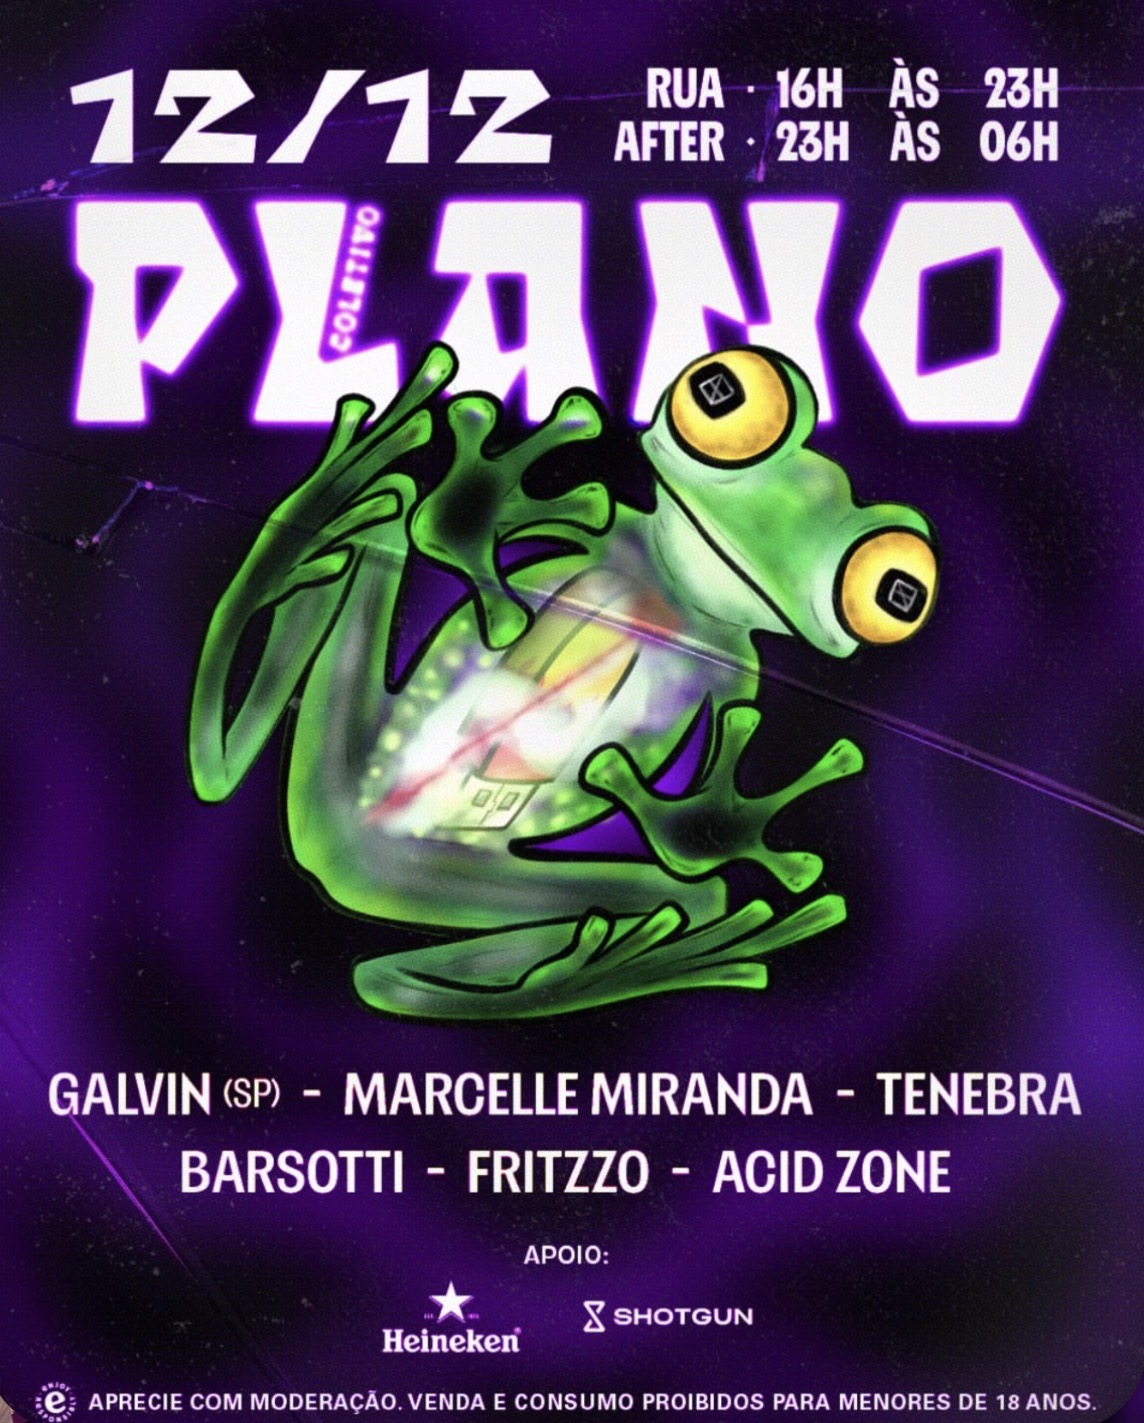 12/12
RUA · 16H ÀS 23H
AFTER · 23H ÀS 06H
PLANO
COLETIVO
GALVIN (SP) - MARCELLE MIRANDA - TENEBRA
BARSOTTI - FRITZZO - ACID ZONE
APOIO:
Heineken
SHOTGUN
APRECIE COM MODERAÇÃO. VENDA E CONSUMO PROIBIDOS PARA MENORES DE 18 ANOS.